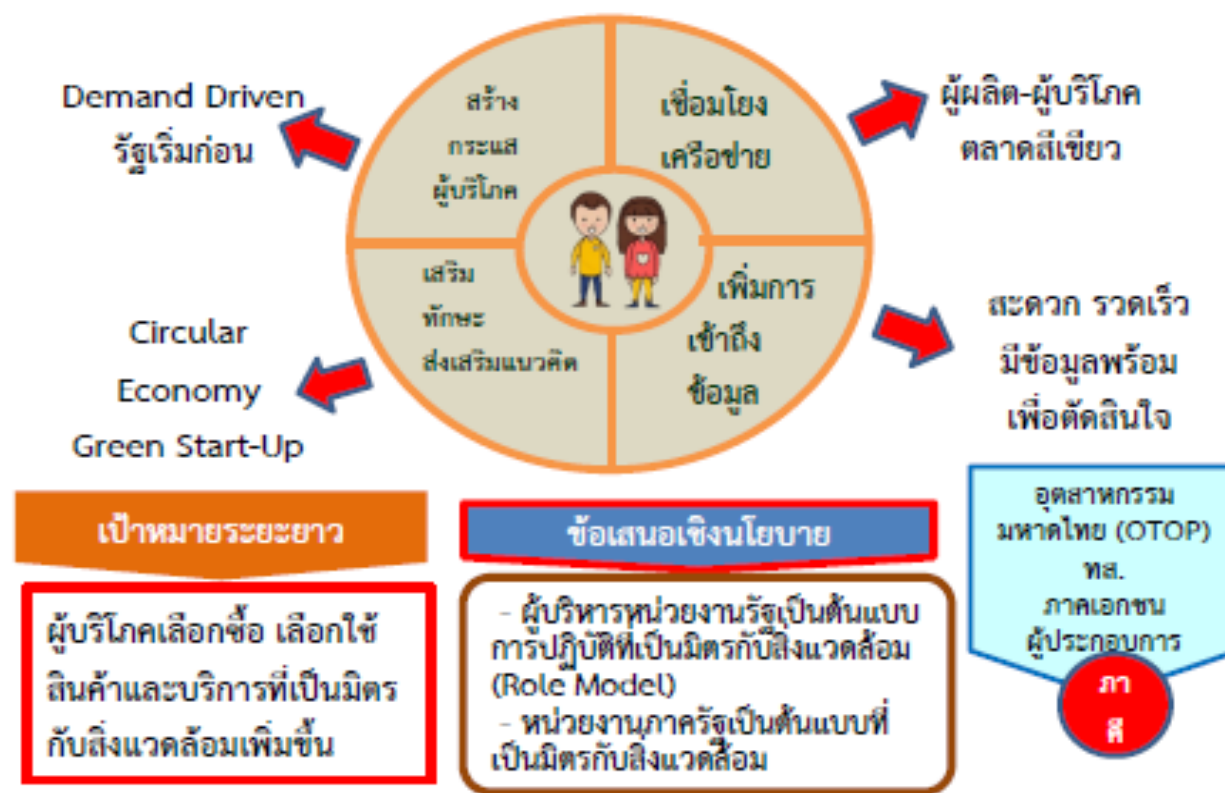 Demand Driven
รัฐเริ่มก่อน
สร้าง
กระแส
ผู้บริโภค
เชื่อมโยง
เครือข่าย
ผู้ผลิต-ผู้บริโภค
ตลาดสีเขียว
Circular
Economy
Green Start-Up
เสริม
ทักษะ
ส่งเสริมแนวคิด
เพิ่มการ
เข้าถึง
ข้อมูล
สะดวก รวดเร็ว
มีข้อมูลพร้อม
เพื่อตัดสินใจ
เป้าหมายระยะยาว
ผู้บริโภคเลือกซื้อ เลือกใช้
สินค้าและบริการที่เป็นมิตร
กับสิ่งแวดล้อมเพิ่มขึ้น
ข้อเสนอเชิงนโยบาย
- ผู้บริหารหน่วยงานรัฐเป็นต้นแบบ
การปฏิบัติที่เป็นมิตรกับสิ่งแวดล้อม
(Role Model)
- หน่วยงานภาครัฐเป็นต้นแบบที่
เป็นมิตรกับสิ่งแวดล้อม
อุตสาหกรรม
มหาดไทย (OTOP)
ทส.
ภาคเอกชน
ผู้ประกอบการ
ภา
คี